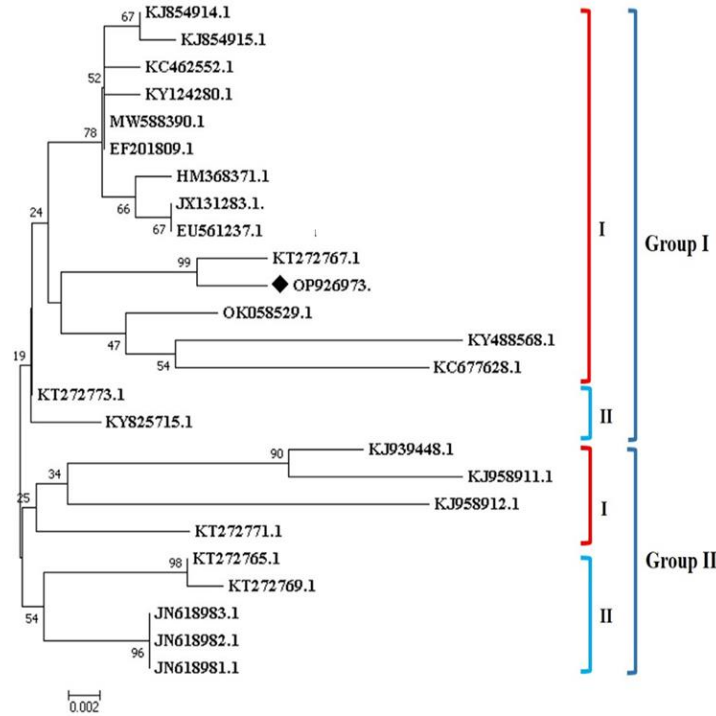 67
KJ854914.1
KJ854915.1
52
KC462552.1
KY124280.1
78
MW588390.1
EF201809.1
HM368371.1
66
JX131283.1.
67
EU561237.1
I
Group I
24
99
KT272767.1
OP926973.
OK058529.1
47
KY488568.1
54
KC677628.1
19
KT272773.1
KY825715.1
II
90
KJ939448.1
34
KJ958911.1
25
KJ958912.1
I
KT272771.1
Group II
98
KT272765.1
KT272769.1
54
JN618983.1
II
JN618982.1
96
JN618981.1
0.002